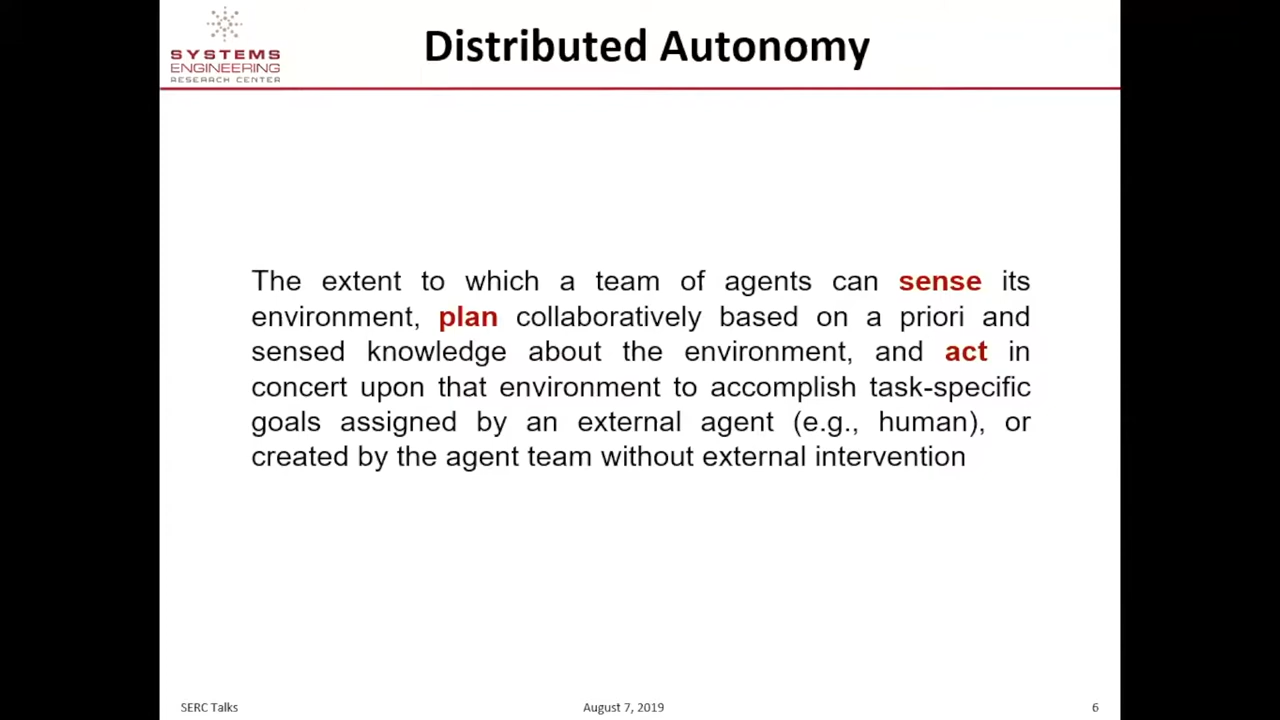 SYSTEMS
ENGINEERING
RESEARCH CENTER
Distributed Autonomy
The extent to which a team of agents can sense its
environment, plan collaboratively based on a priori and
sensed knowledge about the environment, and act in
concert upon that environment to accomplish task-specific
goals assigned by an external agent (e.g., human), or
created by the agent team without external intervention
SERC Talks
August 7, 2019
6